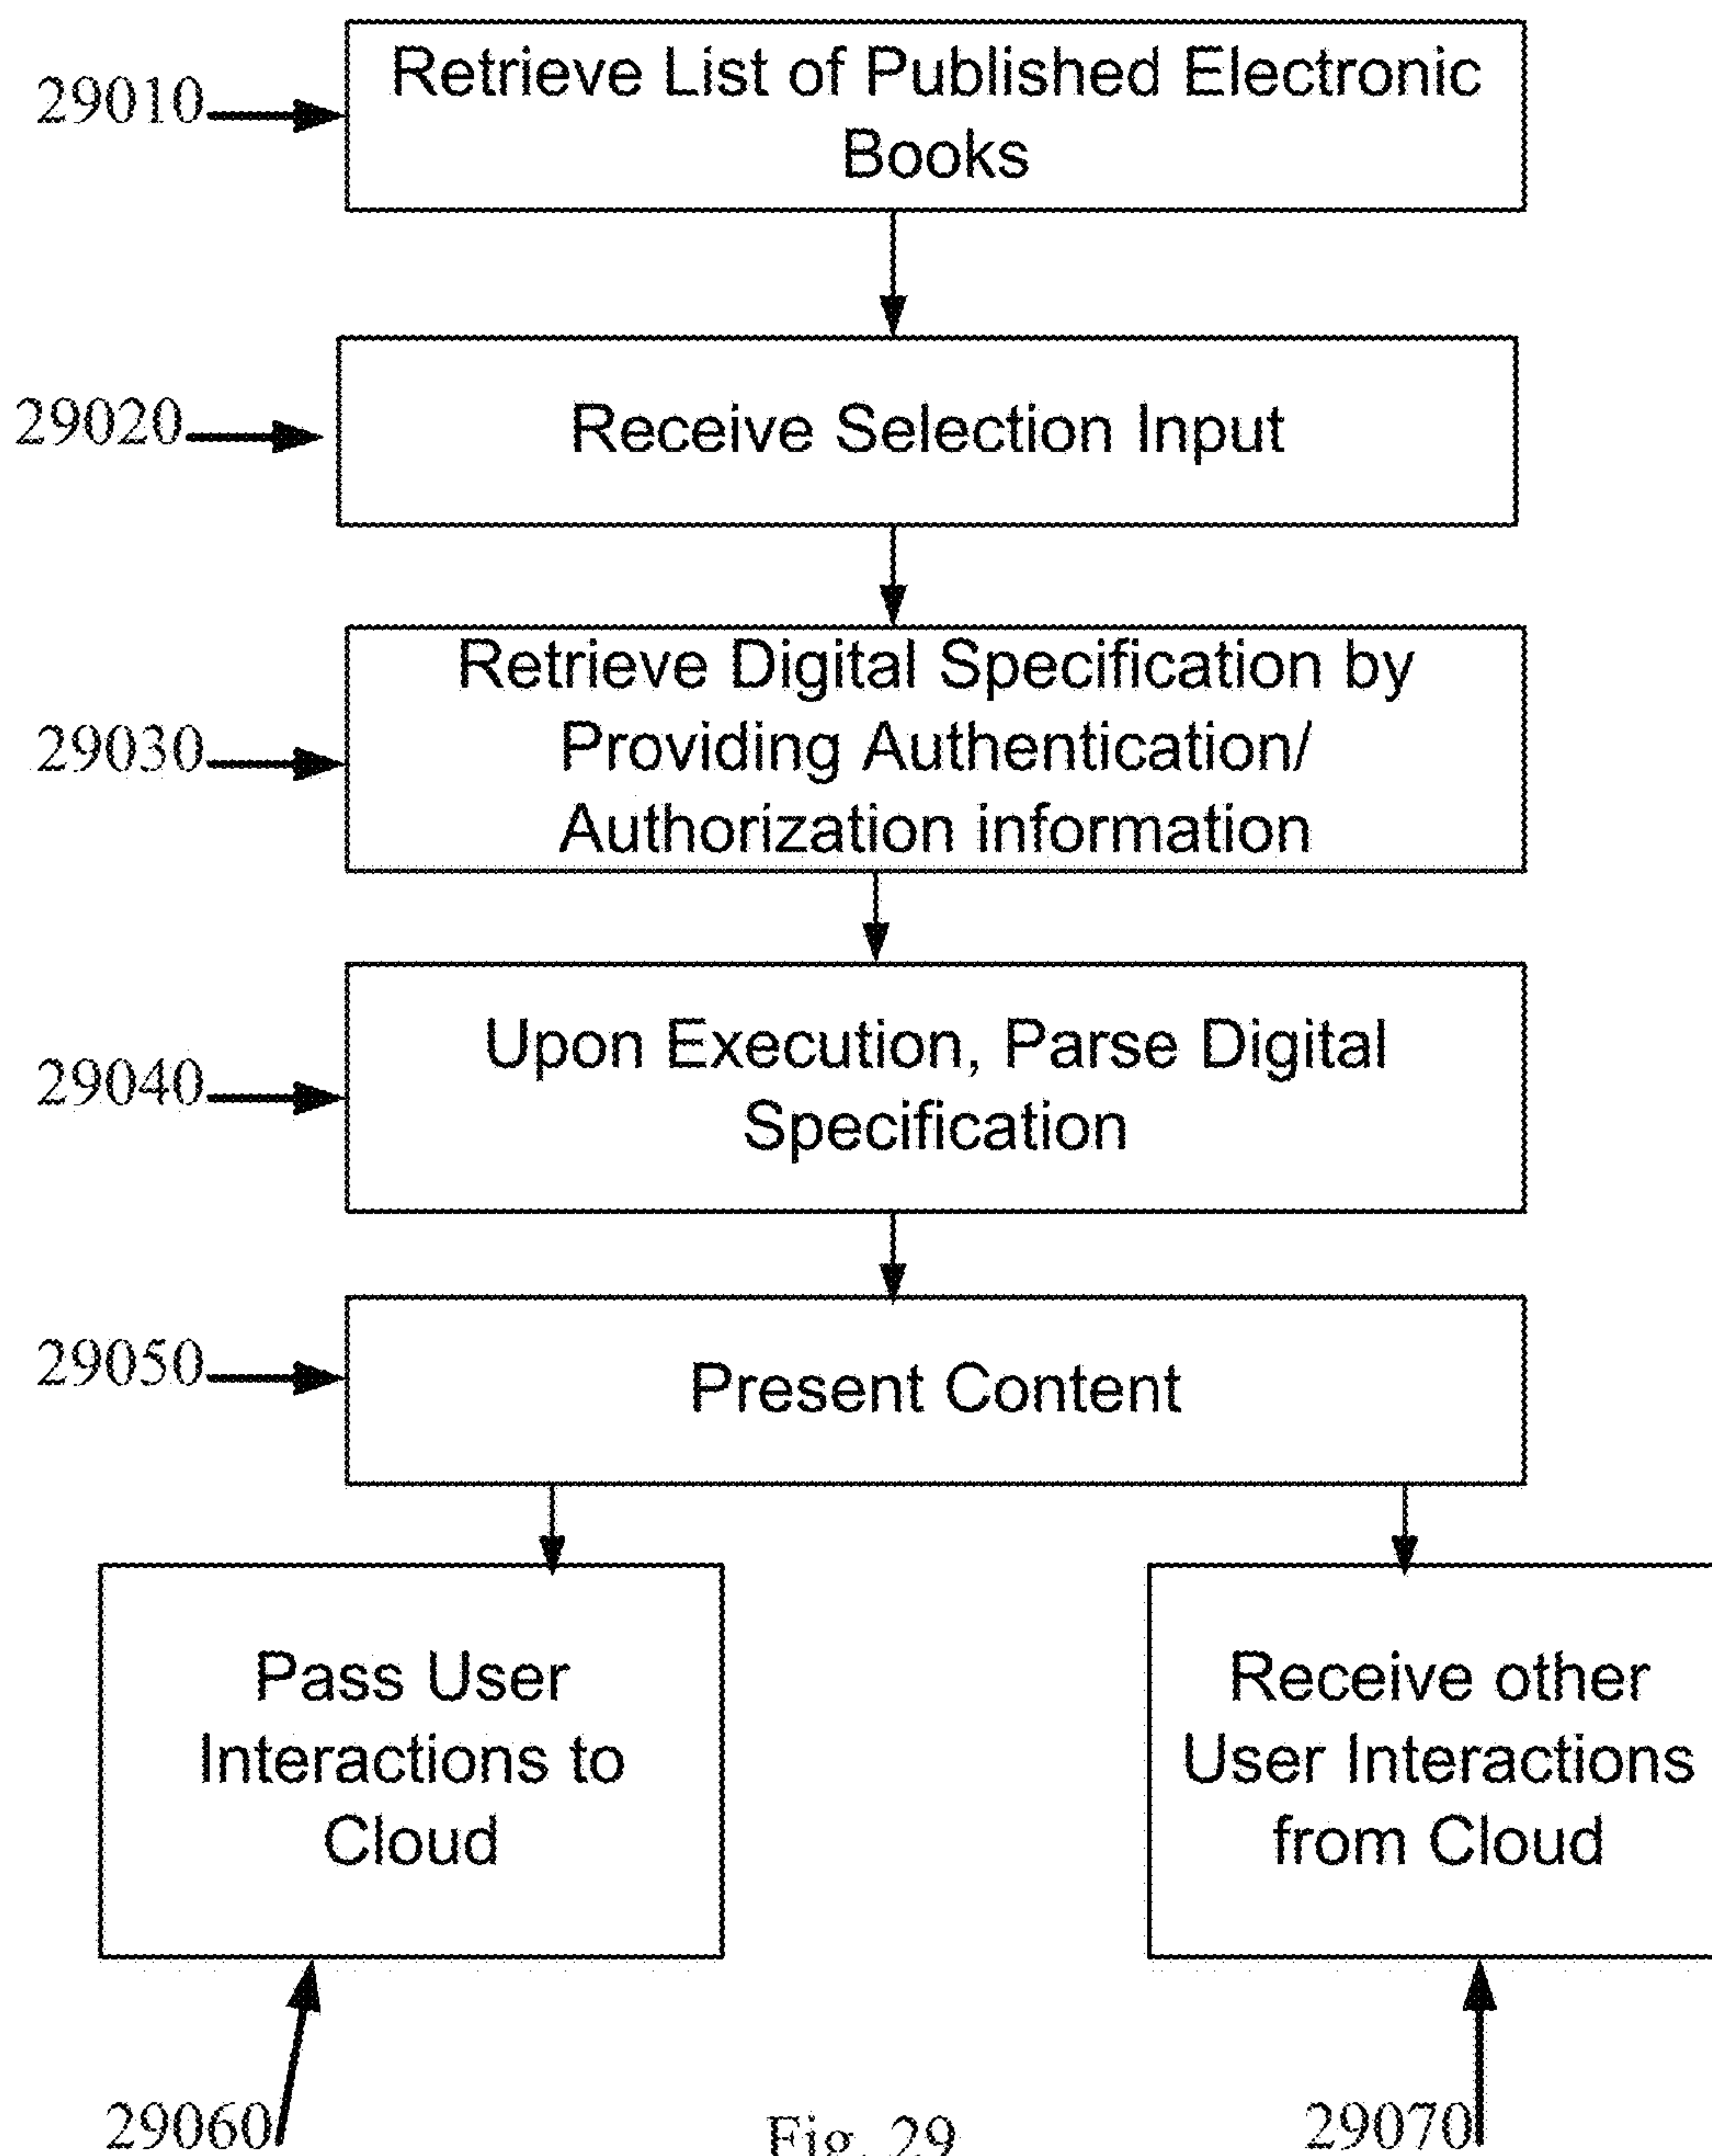 29010
Retrieve List of Published Electronic
Books
29020
Receive Selection Input
29030
Retrieve Digital Specification by
Providing Authentication/
Authorization information
29040
Upon Execution, Parse Digital
Specification
29050
Present Content
Pass User
Interactions to
Cloud
Receive other
User Interactions
from Cloud
29060
Fig. 29
29070